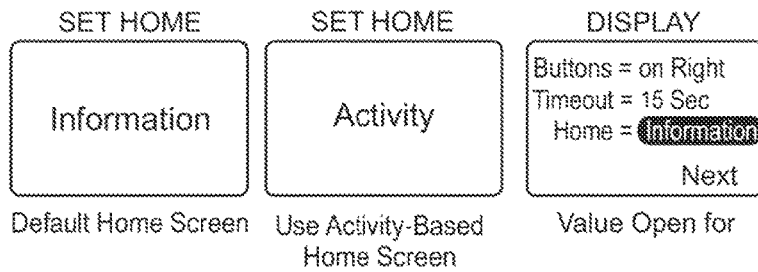 SET HOME
Information
Default Home Screen
SET HOME
Activity
Use Activity-Based
Home Screen
DISPLAY
Buttons = on Right
Timeout = 15 Sec
Home = Information
Next
Value Open for